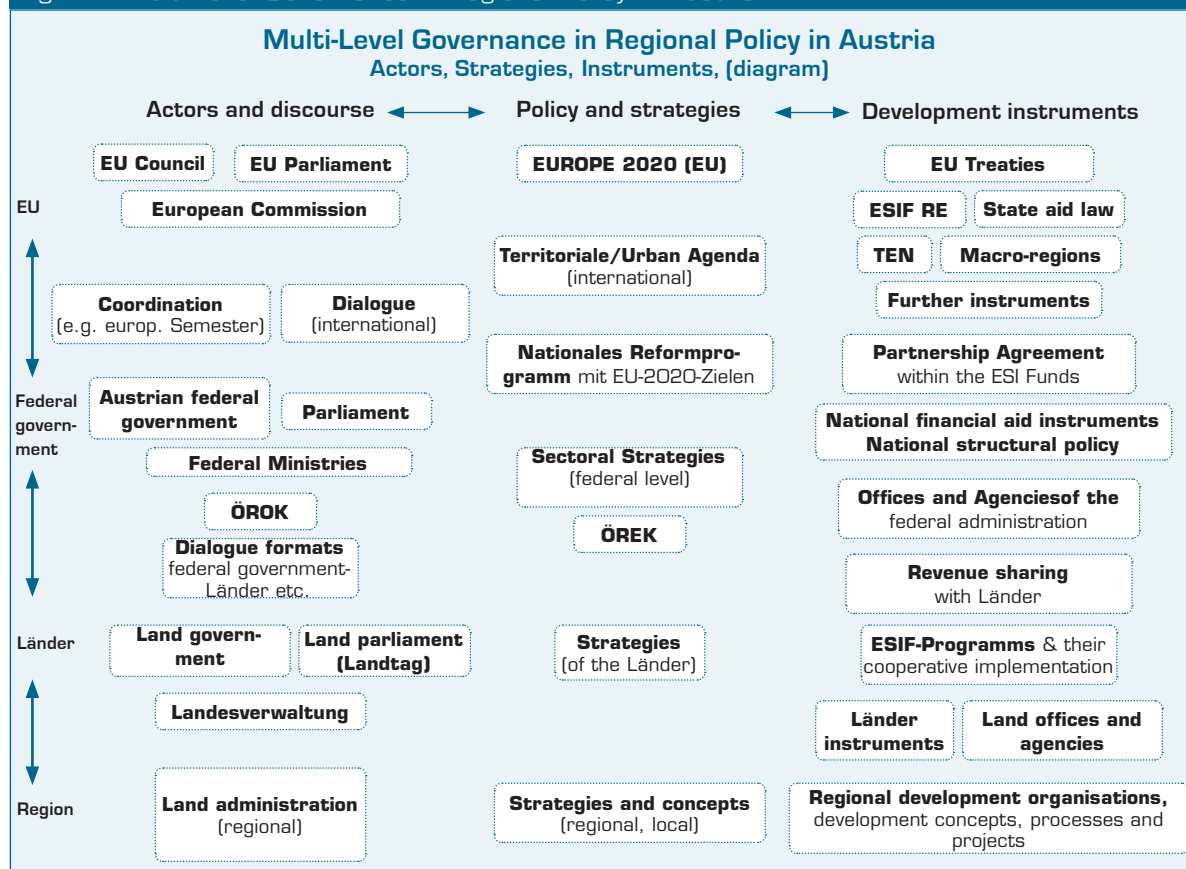 Multi-Level Governance in Regional Policy in Austria
Actors, Strategies, Instruments, (diagram)
Actors and discourse
Policy and strategies
Development instruments
EU
Federal
govern-
ment
Länder
Region
EU Council
EU Parliament
European Commission
Coordination
(e.g. europ. Semester)
Dialogue
(international)
Austrian federal
government
Parliament
Federal Ministries
ÖROK
Dialogue formats
federal government-
Länder etc.
Land govern-
ment
Land parliament
(Landtag)
Landesverwaltung
Land administration
(regional)
EUROPE 2020 (EU)
Territoriale/Urban Agenda
(international)
Nationales Reformpro-
gramm mit EU-2020-Zielen
Sectoral Strategies
(federal level)
ÖREK
Strategies
(of the Länder)
Strategies and concepts
(regional, local)
EU Treaties
ESIF RE
State aid law
TEN
Macro-regions
Further instruments
Partnership Agreement
within the ESI Funds
National financial aid instruments
National structural policy
Offices and Agenciesof the
federal administration
Revenue sharing
with Länder
ESIF-Programms & their
cooperative implementation
Länder
instruments
Land offices and
agencies
Regional development organisations,
development concepts, processes and
projects